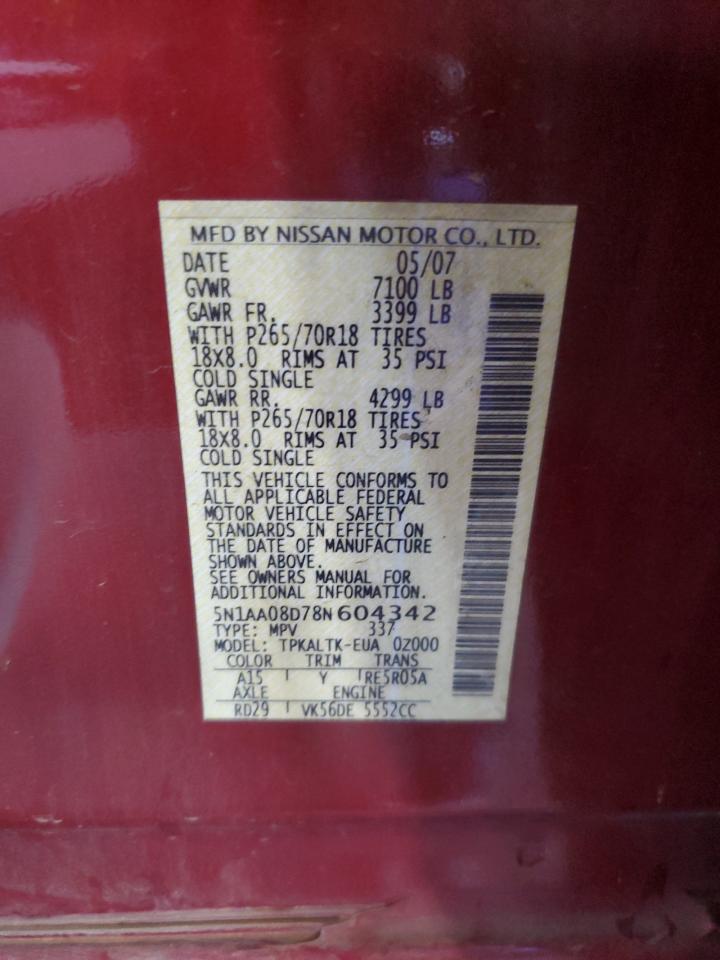 MFD BY NISSAN MOTOR CO., LTD.
DATE 05/07
GVWR 7100 LB
GAWR FR. 3399 LB
WITH P265/70R18 TIRES
18X8.0 RIMS AT 35 PSI
COLD SINGLE
GAWR RR. 4299 LB
WITH P265/70R18 TIRES
18X8.0 RIMS AT 35 PSI
COLD SINGLE
THIS VEHICLE CONFORMS TO
ALL APPLICABLE FEDERAL
MOTOR VEHICLE SAFETY
STANDARDS IN EFFECT ON
THE DATE OF MANUFACTURE
SHOWN ABOVE.
SEE OWNERS MANUAL FOR
ADDITIONAL INFORMATION.
5N1AA08D78N604342
TYPE: MPV 337
MODEL: TPKALTK-EUA 0Z000
COLOR TRIM TRANS
A15 Y RE5R05A
AXLE ENGINE
RD29 VK56DE 5552CC